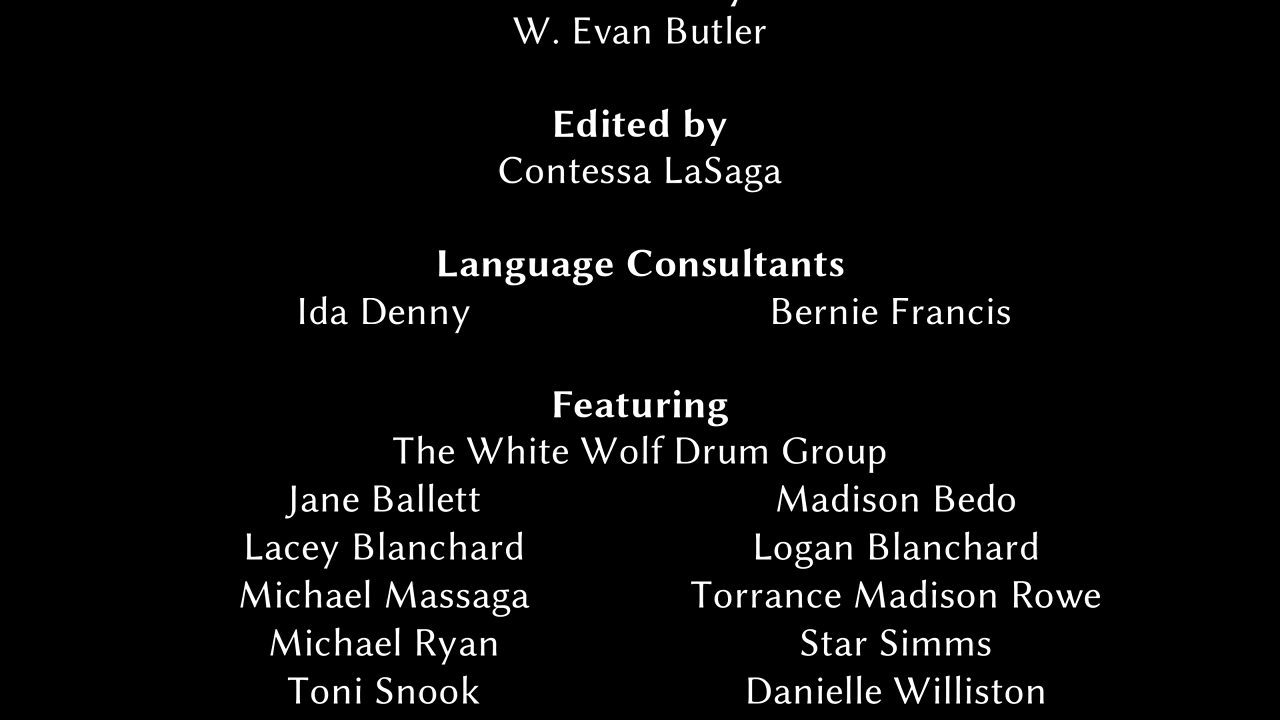 W. Evan Butler
Edited by
Contessa LaSaga
Language Consultants
Ida Denny Bernie Francis
Featuring
The White Wolf Drum Group
Jane Ballett Madison Bedo
Lacey Blanchard Logan Blanchard
Michael Massaga Torrance Madison Rowe
Michael Ryan Star Simms
Toni Snook Danielle Williston